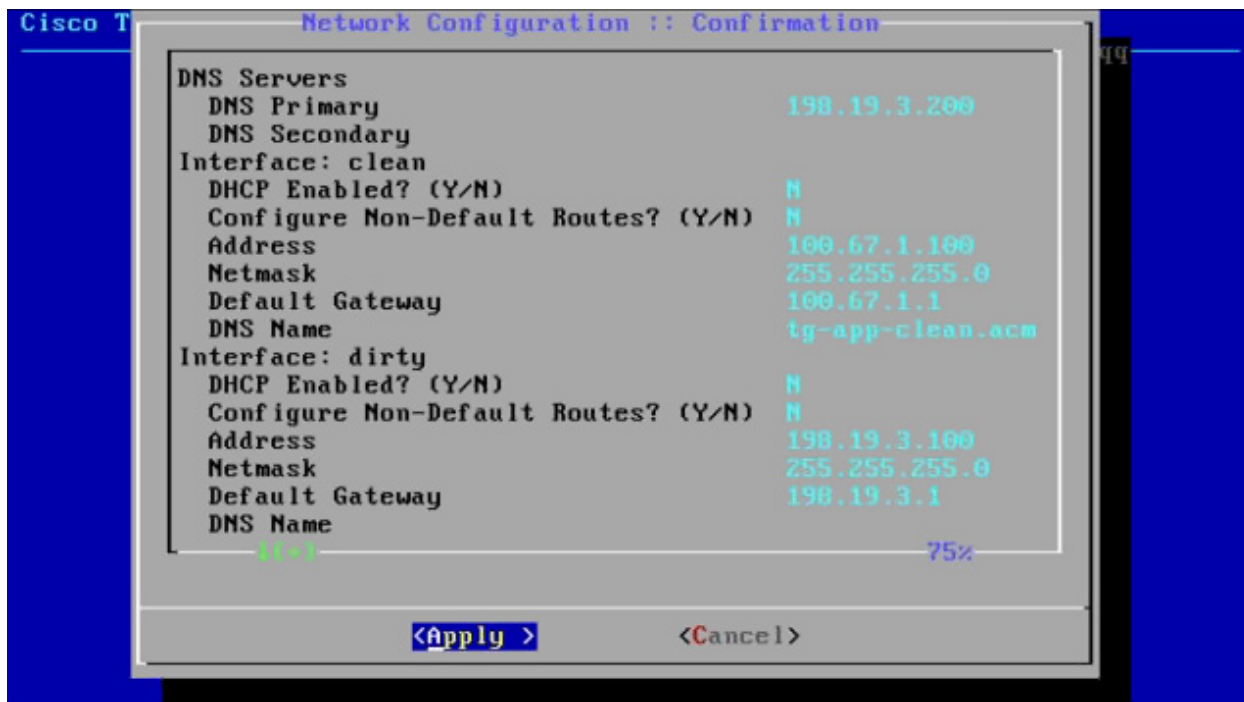 Cisco T
Network Configuration :: Confirmation
qq
DNS Servers
DNS Primary 198.19.3.200
DNS Secondary
Interface: clean
DHCP Enabled? (Y/N) N
Configure Non-Default Routes? (Y/N) N
Address 100.67.1.100
Netmask 255.255.255.0
Default Gateway 100.67.1.1
DNS Name tg-app-clean.acm
Interface: dirty
DHCP Enabled? (Y/N) N
Configure Non-Default Routes? (Y/N) N
Address 198.19.3.100
Netmask 255.255.255.0
Default Gateway 198.19.3.1
DNS Name
75%
<Apply > <Cancel>